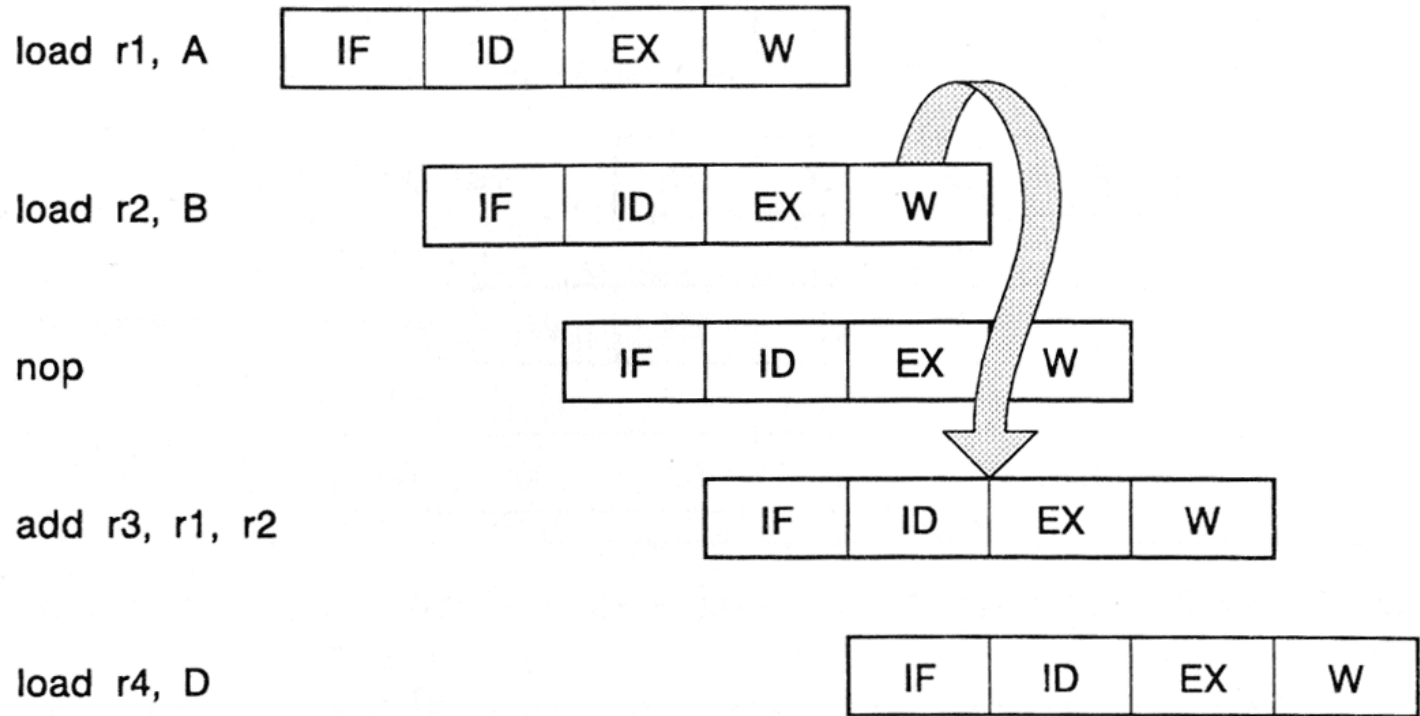 load r1, A IF ID EX W
load r2, B IF ID EX W
nop IF ID EX W
add r3, r1, r2 IF ID EX W
load r4, D IF ID EX W